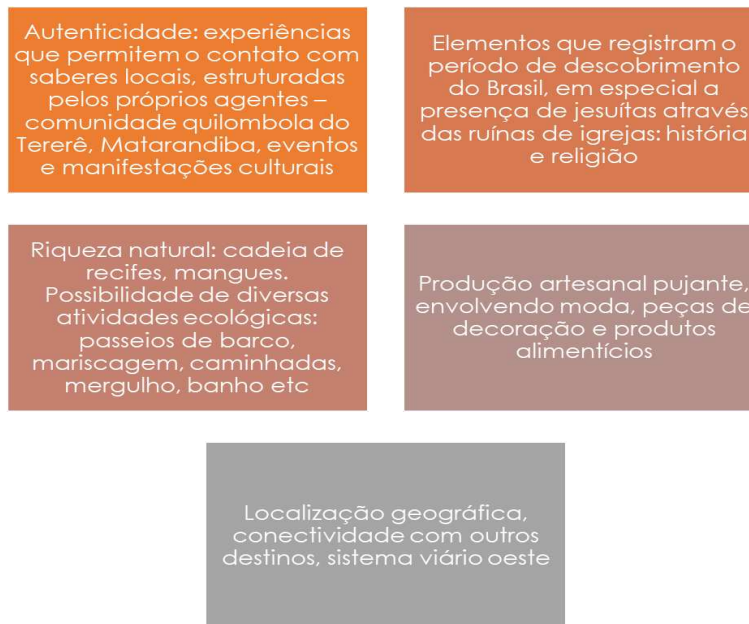 Autenticidade: experiências
que permitem o contato com
saberes locais, estruturadas
pelos próprios agentes –
comunidade quilombola do
Tererê, Matarandiba, eventos
e manifestações culturais
Elementos que registram o
período de descobrimento
do Brasil, em especial a
presença de jesuítas através
das ruínas de igrejas: história
e religião
Riqueza natural: cadeia de
recifes, mangues.
Possibilidade de diversas
atividades ecológicas:
passeios de barco,
mariscagem, caminhadas,
mergulho, banho etc
Produção artesanal pujante,
envolvendo moda, peças de
decoração e produtos
alimentícios
Localização geográfica,
conectividade com outros
destinos, sistema viário oeste